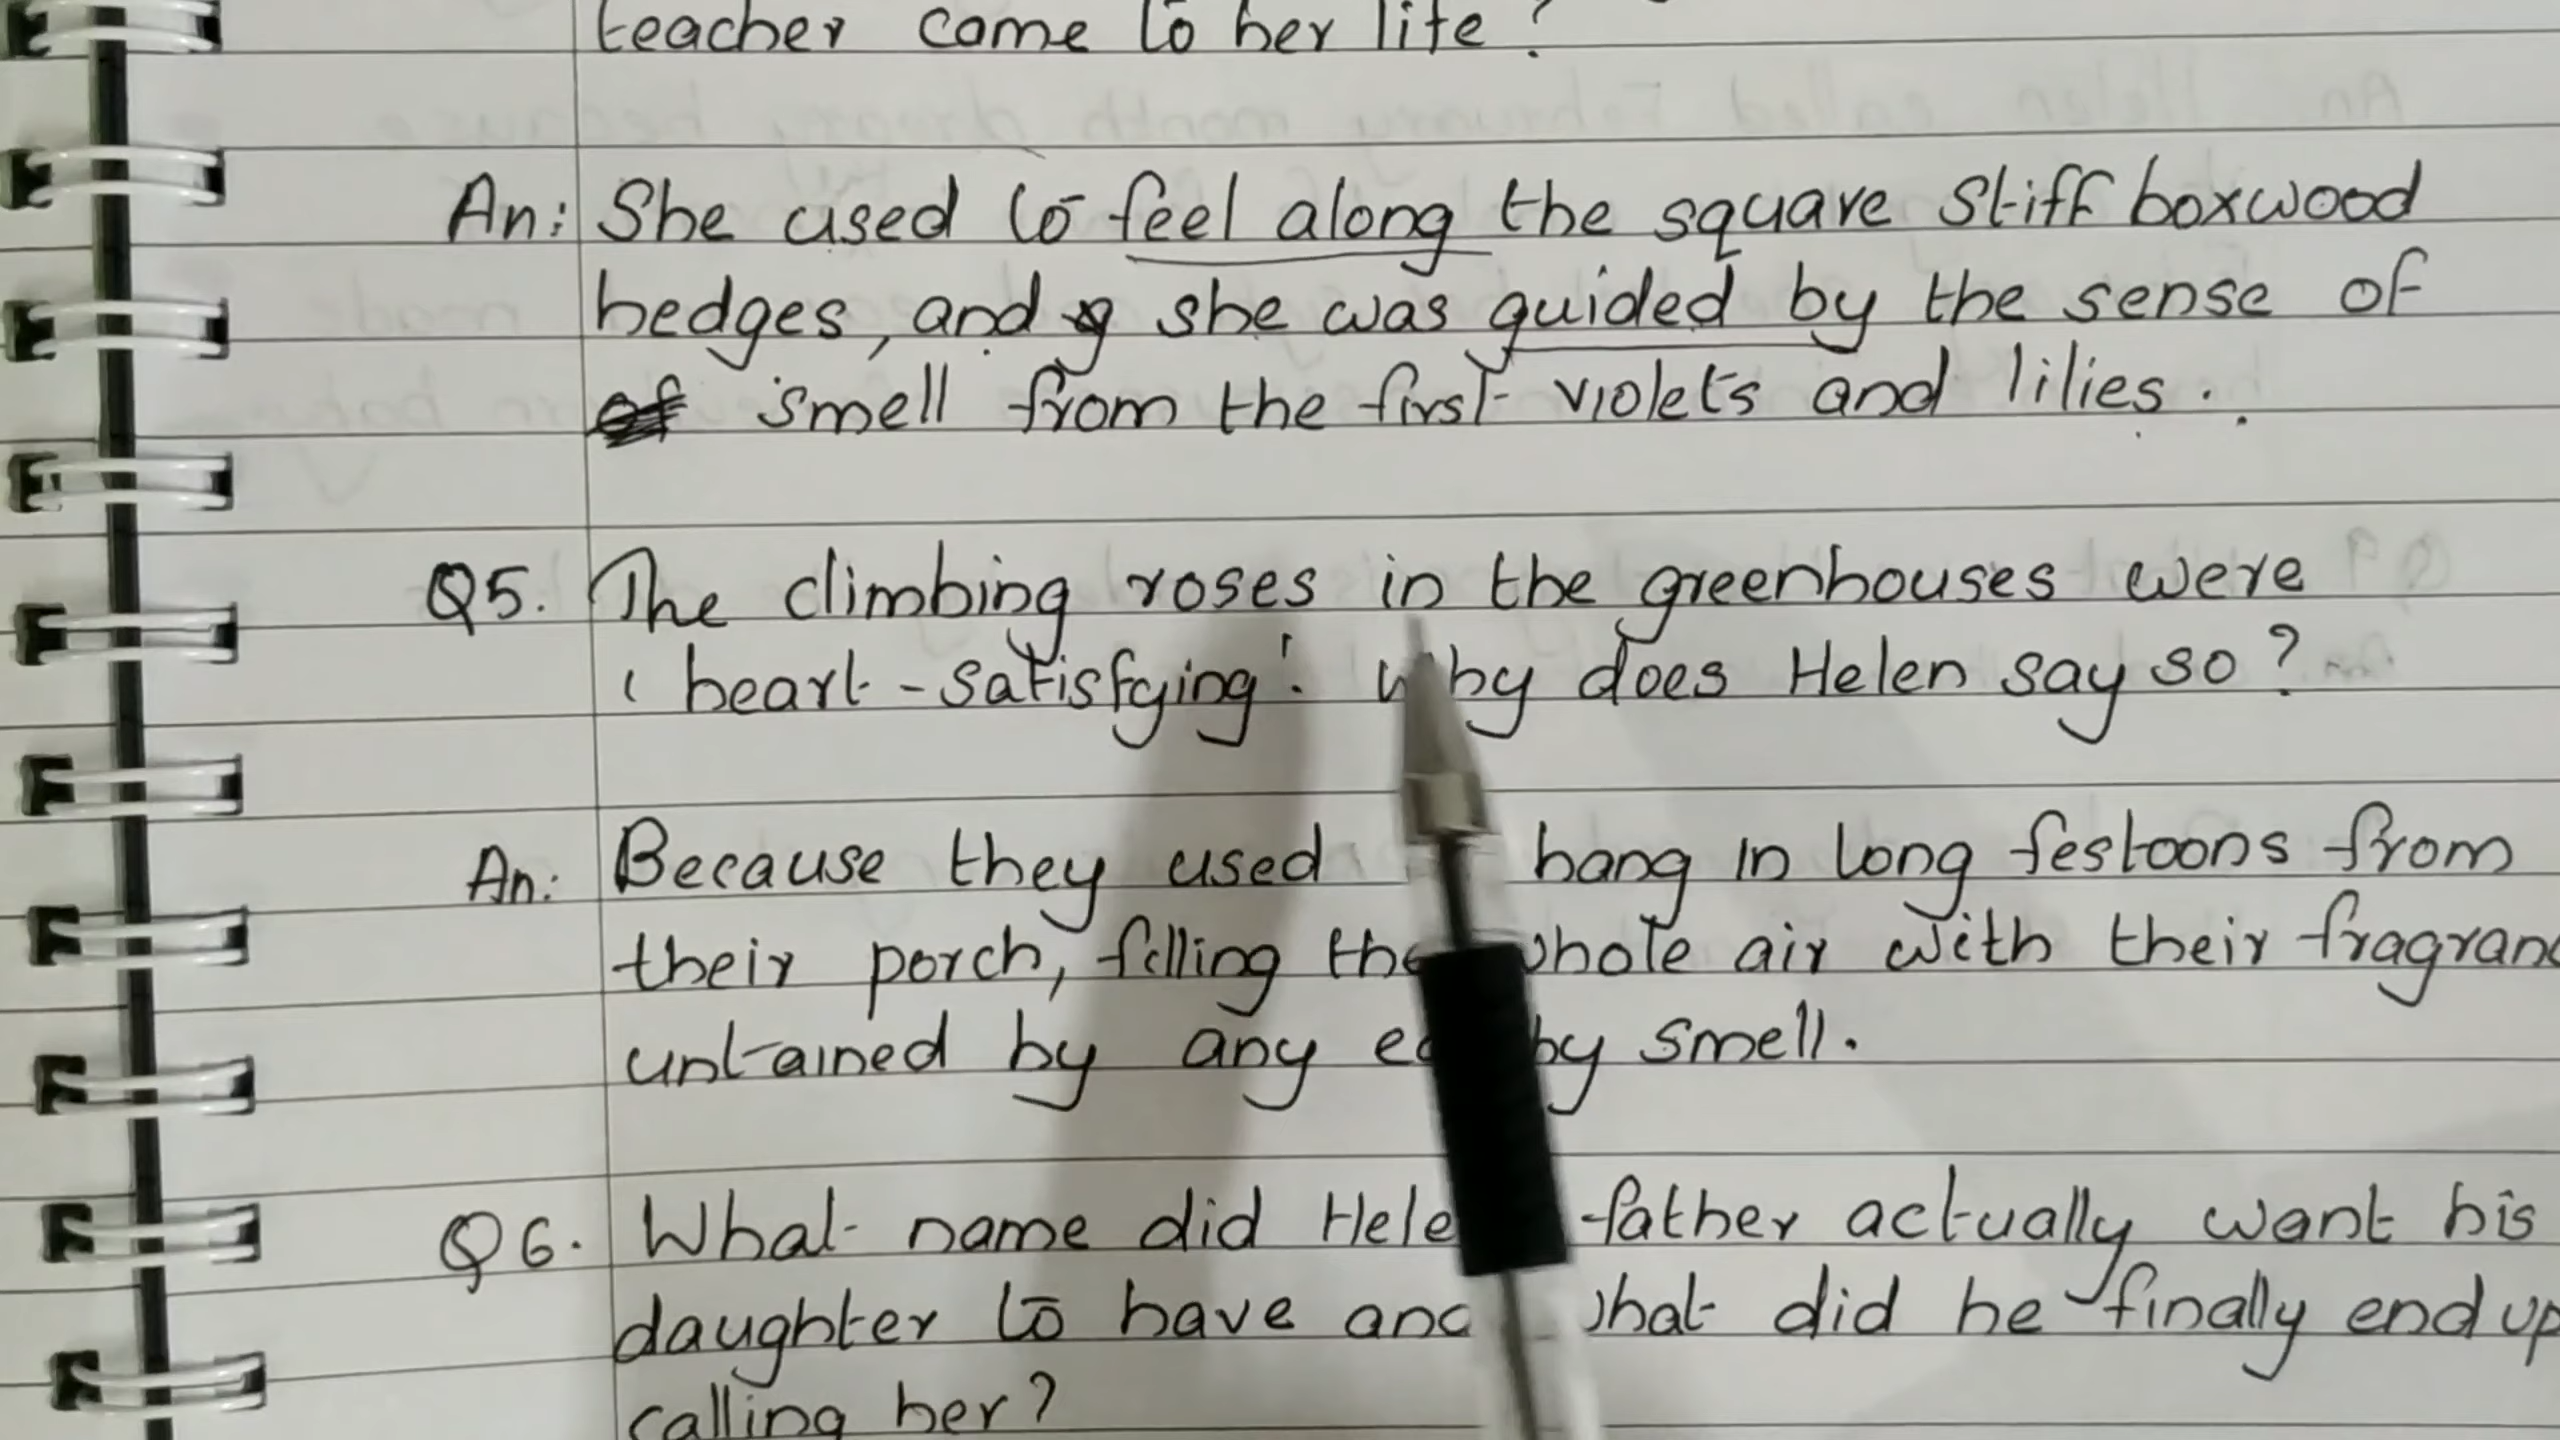 teacher come to her life?
An: She used to feel along the square stiff boxwood
hedges, and she was guided by the sense of
smell from the first violets and lilies.
Q5. The climbing roses in the greenhouses were
'heart-satisfying'. Why does Helen say so?
An: Because they used hang in long festoons from
their porch, filling the whole air with their
untained by any smell.
Q6. What name did father actually want his
daughter to have and what did he finally end up
calling her?